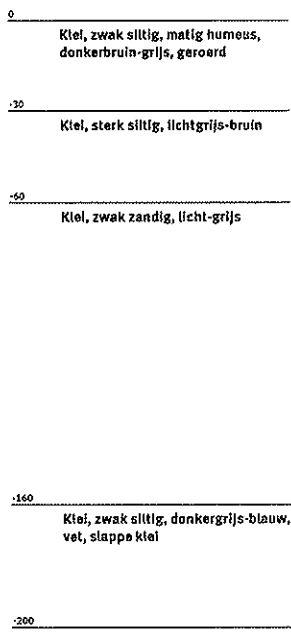 0
Klei, zwak siltig, matig humeus,
donkerbruin-grijs, geroerd
-30
Klei, sterk siltig, lichtgrijs-bruin
-60
Klei, zwak zandig, licht-grijs
-160
Klei, zwak siltig, donkergrijs-blauw,
vet, slappe klei
-200